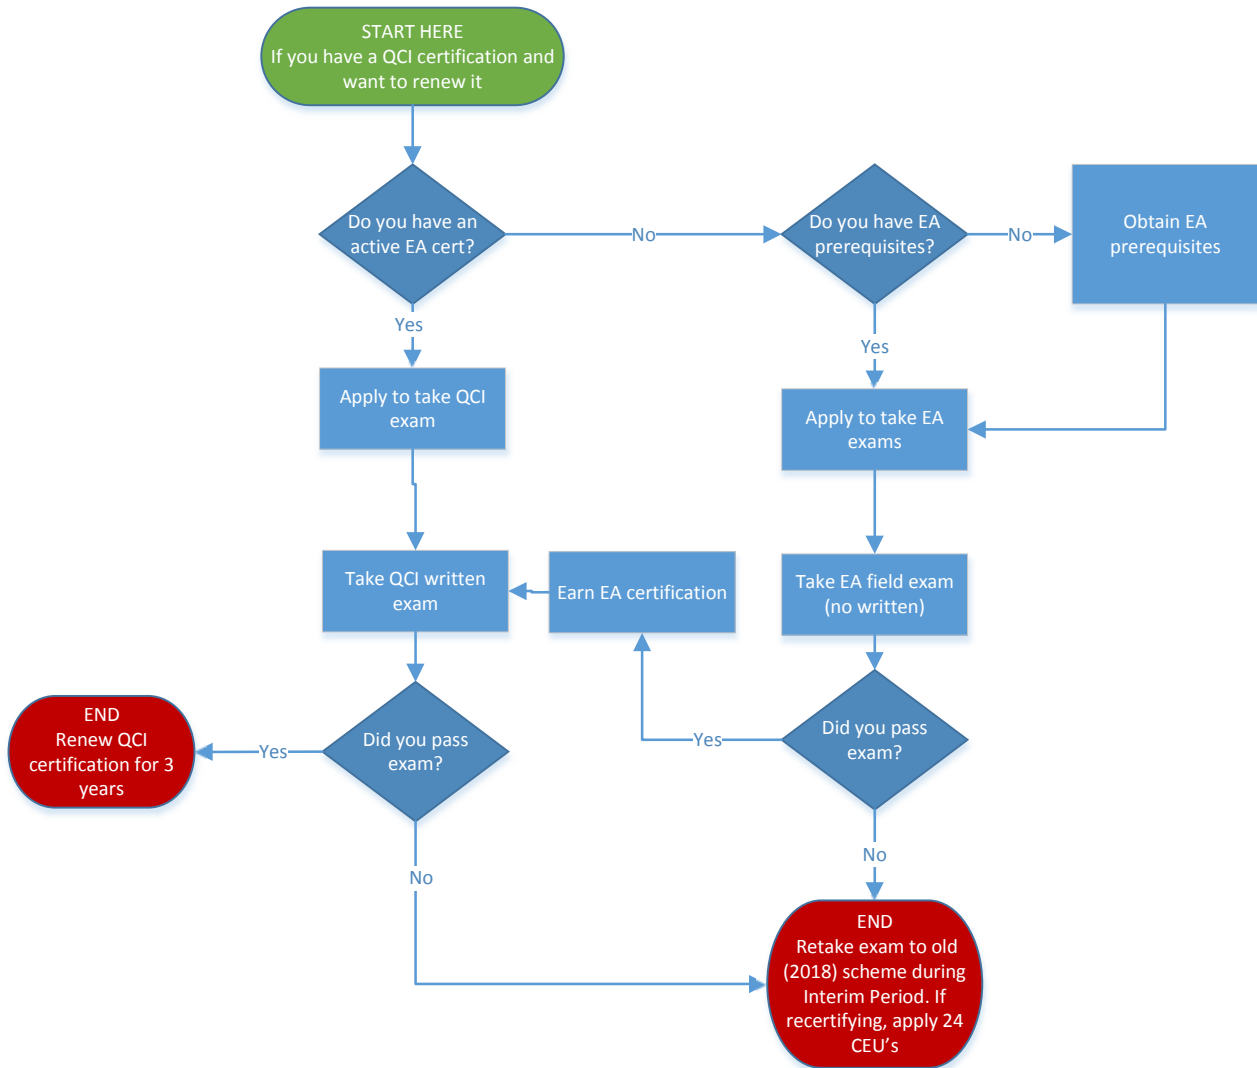 START HERE
If you have a QCI certification and
want to renew it
Do you have an
active EA cert?
No
Do you have EA
prerequisites?
No
Obtain EA
prerequisites
Yes
Yes
Apply to take QCI
exam
Apply to take EA
exams
Take QCI written
exam
Earn EA certification
Take EA field exam
(no written)
END
Renew QCI
certification for 3
years
Yes
Did you pass
exam?
Yes
Did you pass
exam?
No
No
END
Retake exam to old
(2018) scheme during
Interim Period. If
recertifying, apply 24
CEU’s